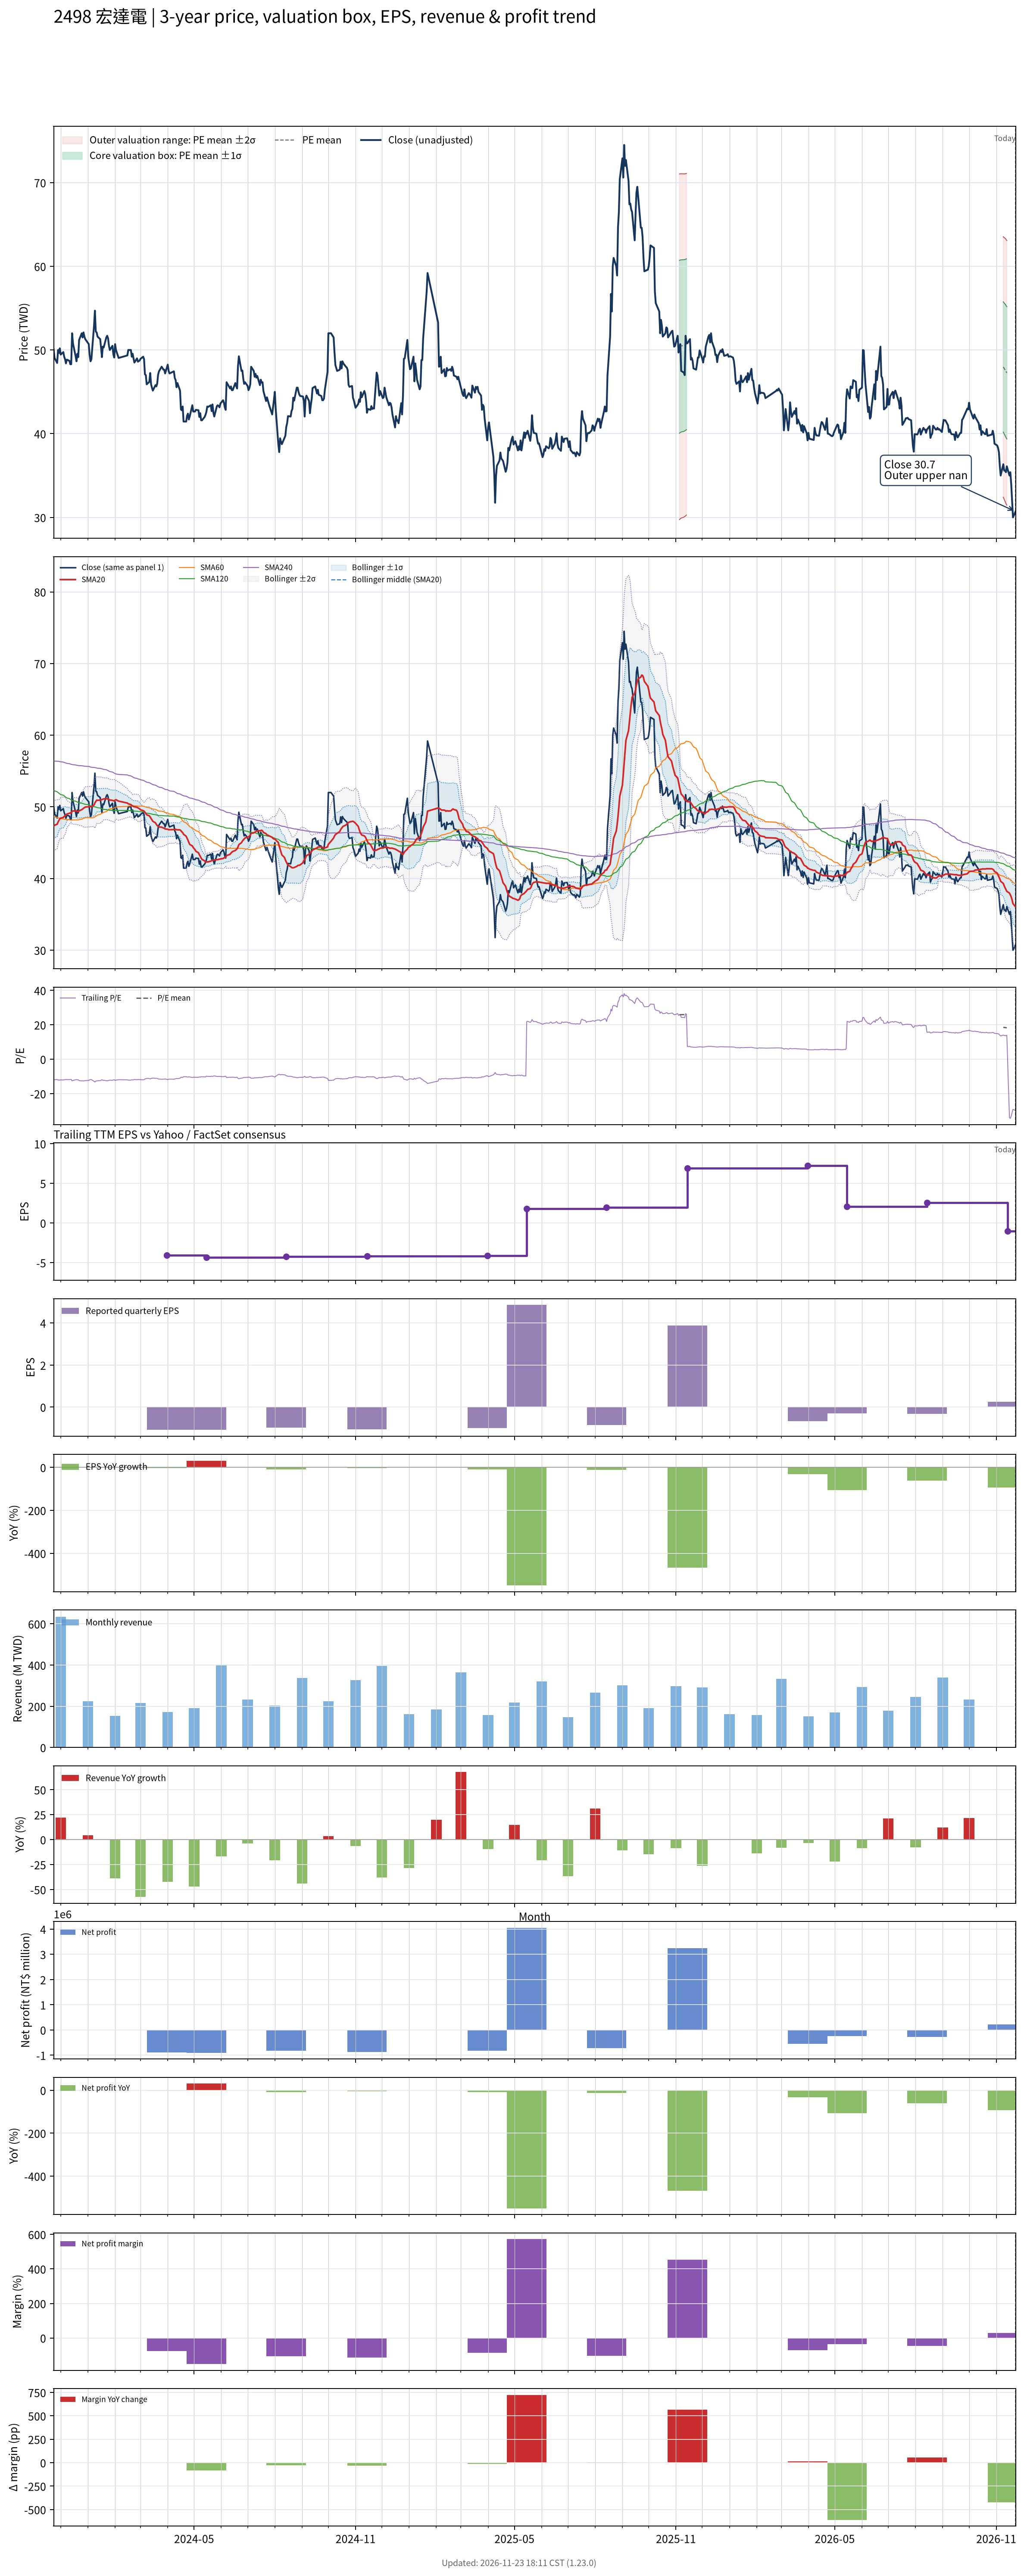 2498 宏達電 | 3-year price, valuation box, EPS, revenue & profit trend
Outer valuation range: PE mean ±2σ
Core valuation box: PE mean ±1σ
PE mean
Close (unadjusted)
Today
Price (TWD)
70
60
50
40
30
Close 30.7
Outer upper nan
Close (same as panel 1)
SMA20
SMA60
SMA120
SMA240
Bollinger ±2σ
Bollinger ±1σ
Bollinger middle (SMA20)
Price
80
70
60
50
40
30
Trailing P/E
P/E mean
P/E
40
20
0
-20
Trailing TTM EPS vs Yahoo / FactSet consensus
Today
EPS
10
5
0
-5
Reported quarterly EPS
EPS
4
2
0
EPS YoY growth
YoY (%)
0
-200
-400
Monthly revenue
Revenue (M TWD)
600
400
200
0
Revenue YoY growth
YoY (%)
50
25
0
-25
-50
Month
1e6
Net profit
Net profit (NT$ million)
4
3
2
1
0
-1
Net profit YoY
YoY (%)
0
-200
-400
Net profit margin
Margin (%)
600
400
200
0
Margin YoY change
Δ margin (pp)
750
500
250
0
-250
-500
2024-05
2024-11
2025-05
2025-11
2026-05
2026-11
Updated: 2026-11-23 18:11 CST (1.23.0)